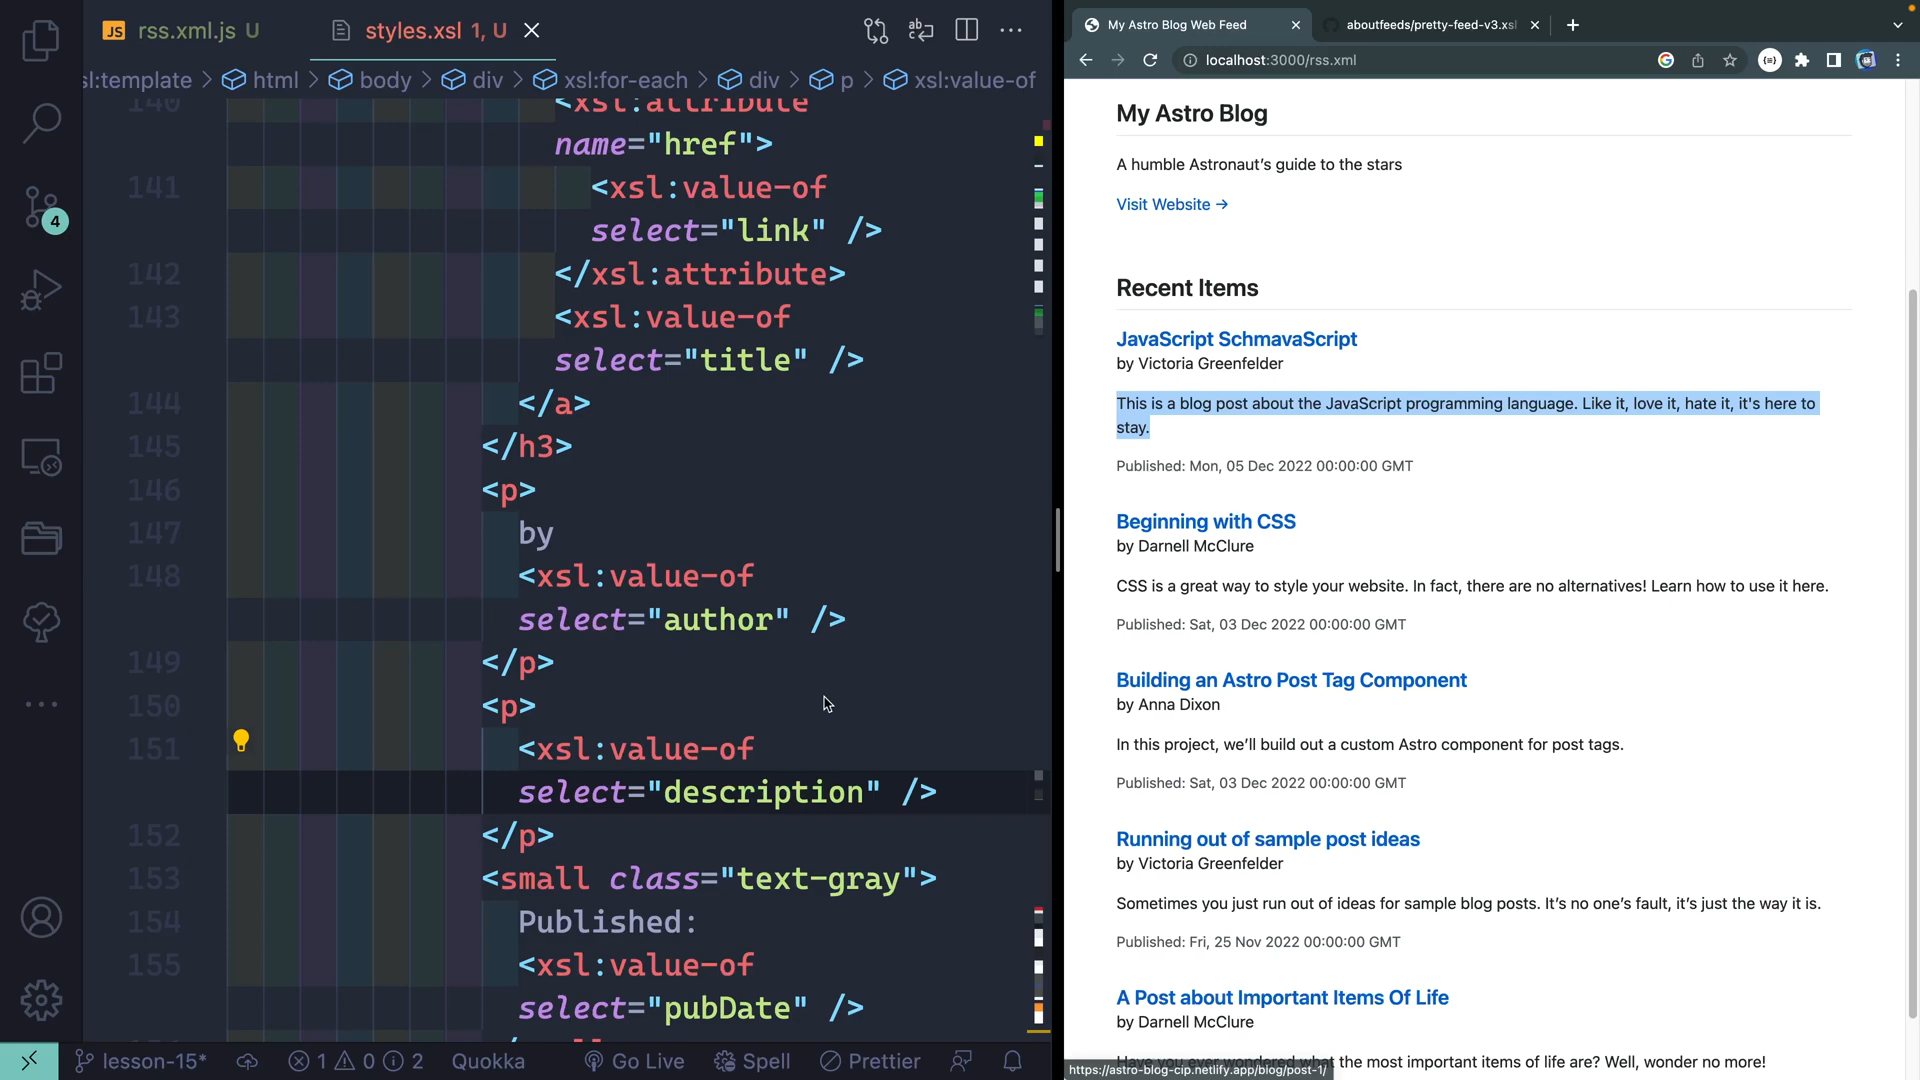 JS rss.xml.js U
styles.xsl 1, U
sl:template > html > body > div > xsl:for-each > div > p > xsl:value-of
140 <xsl:attribute
name="href">
141 <xsl:value-of
select="link" />
142 </xsl:attribute>
143 <xsl:value-of
select="title" />
144 </a>
145 </h3>
146 <p>
147 by
148 <xsl:value-of
select="author" />
149 </p>
150 <p>
151 <xsl:value-of
select="description" />
152 </p>
153 <small class="text-gray">
154 Published:
155 <xsl:value-of
select="pubDate" />
4
lesson-15* 1 0 2 Quokka Go Live Spell Prettier
My Astro Blog Web Feed
aboutfeeds/pretty-feed-v3.xsl
localhost:3000/rss.xml
My Astro Blog
A humble Astronaut’s guide to the stars
Visit Website →
Recent Items
JavaScript SchmavaScript
by Victoria Greenfelder
This is a blog post about the JavaScript programming language. Like it, love it, hate it, it's here to
stay.
Published: Mon, 05 Dec 2022 00:00:00 GMT
Beginning with CSS
by Darnell McClure
CSS is a great way to style your website. In fact, there are no alternatives! Learn how to use it here.
Published: Sat, 03 Dec 2022 00:00:00 GMT
Building an Astro Post Tag Component
by Anna Dixon
In this project, we’ll build out a custom Astro component for post tags.
Published: Sat, 03 Dec 2022 00:00:00 GMT
Running out of sample post ideas
by Victoria Greenfelder
Sometimes you just run out of ideas for sample blog posts. It’s no one’s fault, it’s just the way it is.
Published: Fri, 25 Nov 2022 00:00:00 GMT
A Post about Important Items Of Life
by Darnell McClure
Have you ever wondered what the most important items of life are? Well, wonder no more!
https://astro-blog-cip.netlify.app/blog/post-1/